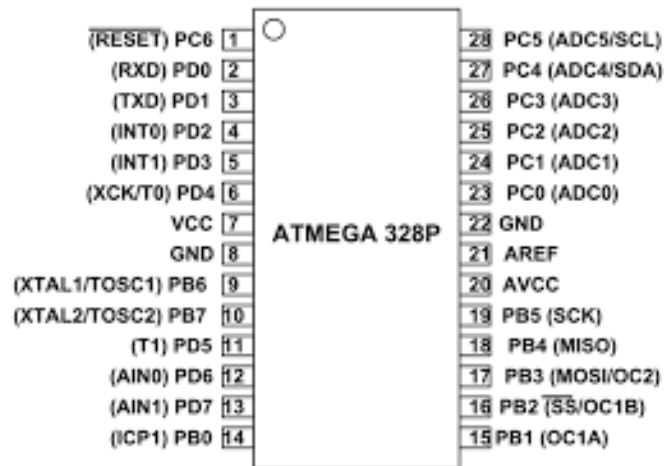 (RESET) PC6 1
(RXD) PD0 2
(TXD) PD1 3
(INT0) PD2 4
(INT1) PD3 5
(XCK/T0) PD4 6
VCC 7
GND 8
(XTAL1/TOSC1) PB6 9
(XTAL2/TOSC2) PB7 10
(T1) PD5 11
(AIN0) PD6 12
(AIN1) PD7 13
(ICP1) PB0 14
ATMEGA 328P
28 PC5 (ADC5/SCL)
27 PC4 (ADC4/SDA)
26 PC3 (ADC3)
25 PC2 (ADC2)
24 PC1 (ADC1)
23 PC0 (ADC0)
22 GND
21 AREF
20 AVCC
19 PB5 (SCK)
18 PB4 (MISO)
17 PB3 (MOSI/OC2)
16 PB2 (SS/OC1B)
15 PB1 (OC1A)